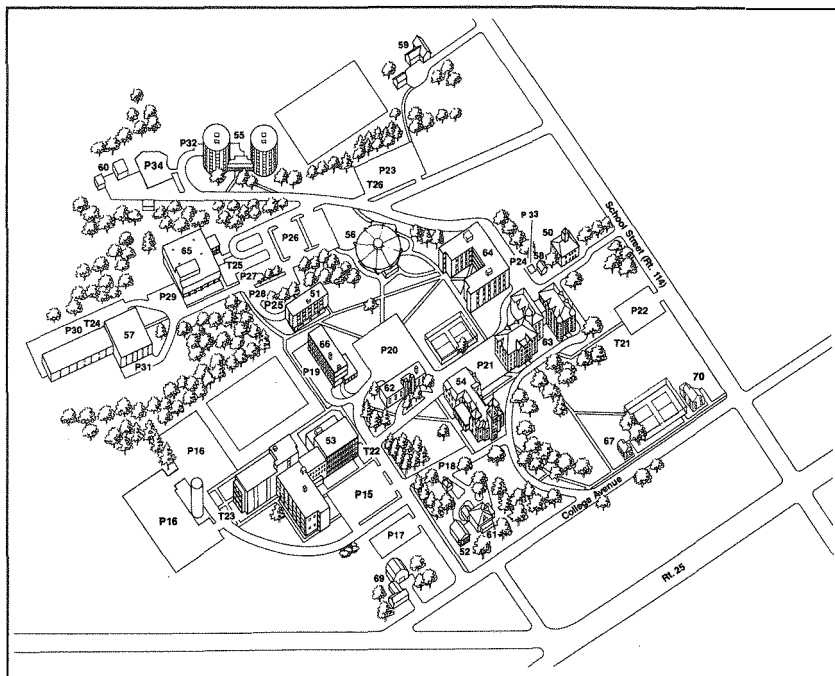 59
55
P32
60
P34
P23
T26
School Street (Rt. 114)
P 33
50
56
P26
58
P24
64
65
T25
P27
P28
P29
51
P25
T24
P30
57
P22
63
T21
66
P20
P31
P21
P19
70
62
54
67
P16
53
T22
P18
College Avenue
P15
P16
T23
61
52
P17
Rt. 25
69